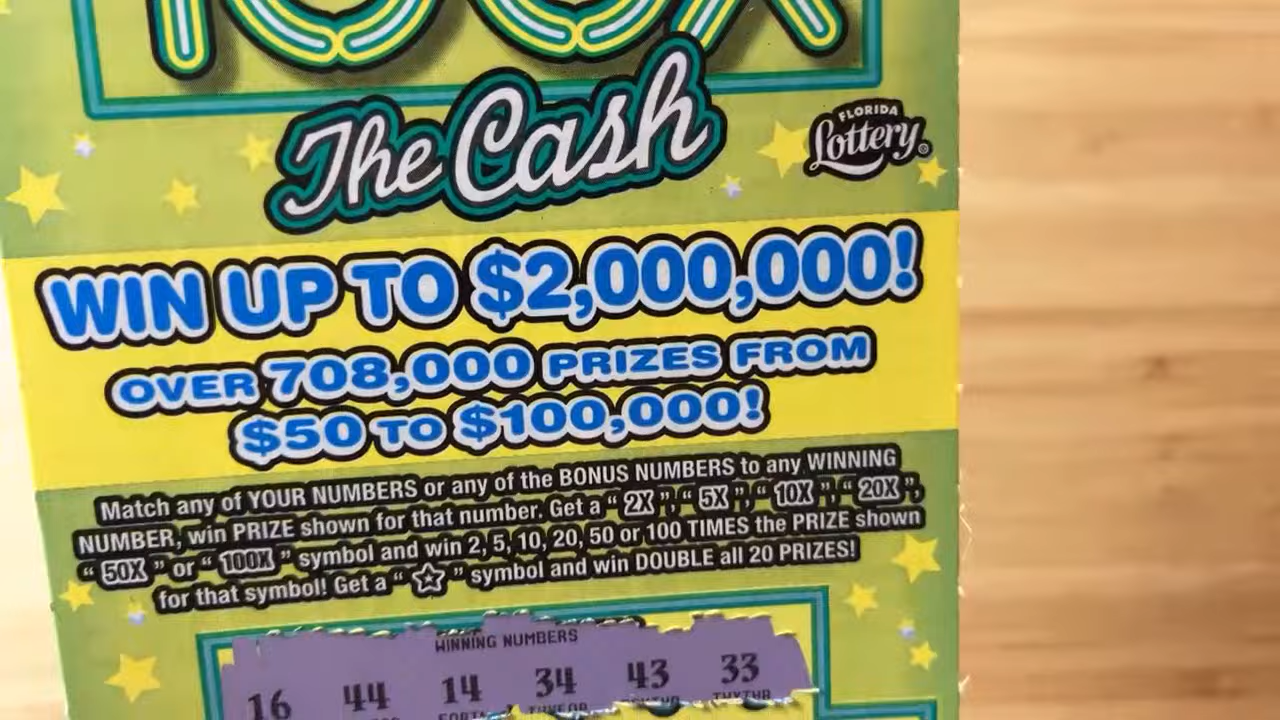 100X
The Cash
FLORIDA
Lottery
WIN UP TO $2,000,000!
OVER 708,000 PRIZES FROM
$50 TO $100,000!
Match any of YOUR NUMBERS or any of the BONUS NUMBERS to any WINNING
NUMBER, win PRIZE shown for that number. Get a “ 2X ”, “ 5X ”, “ 10X ”, “ 20X ”,
“ 50X ” or “ 100X ” symbol and win 2, 5, 10, 20, 50 or 100 TIMES the PRIZE shown
for that symbol! Get a “ ☆ ” symbol and win DOUBLE all 20 PRIZES!
WINNING NUMBERS
16 44 14 34 43 33